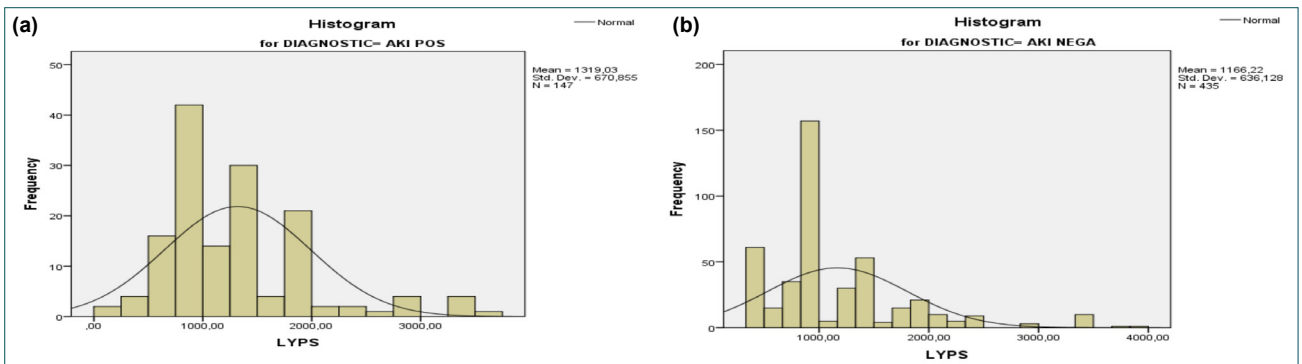 (a)
Histogram
Normal
for DIAGNOSTIC= AKI POS
Mean = 1319,03
Std. Dev. = 670,855
N = 147
50
40
30
20
10
0
Frequency
,00
1000,00
2000,00
3000,00
LYPS
(b)
Histogram
Normal
for DIAGNOSTIC= AKI NEGA
Mean = 1166,22
Std. Dev. = 636,128
N = 435
200
150
100
50
0
Frequency
1000,00
2000,00
3000,00
4000,00
LYPS